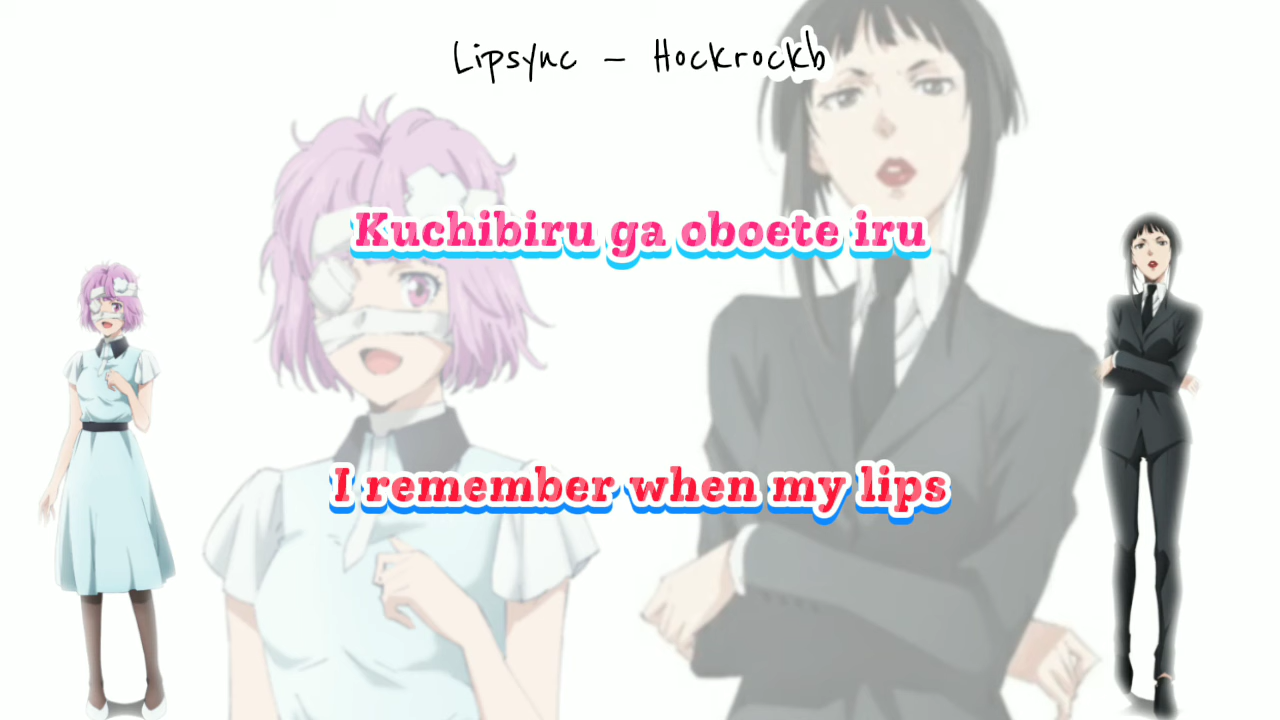 Lipsync – Hockrockb
Kuchibiru ga oboete iru
I remember when my lips